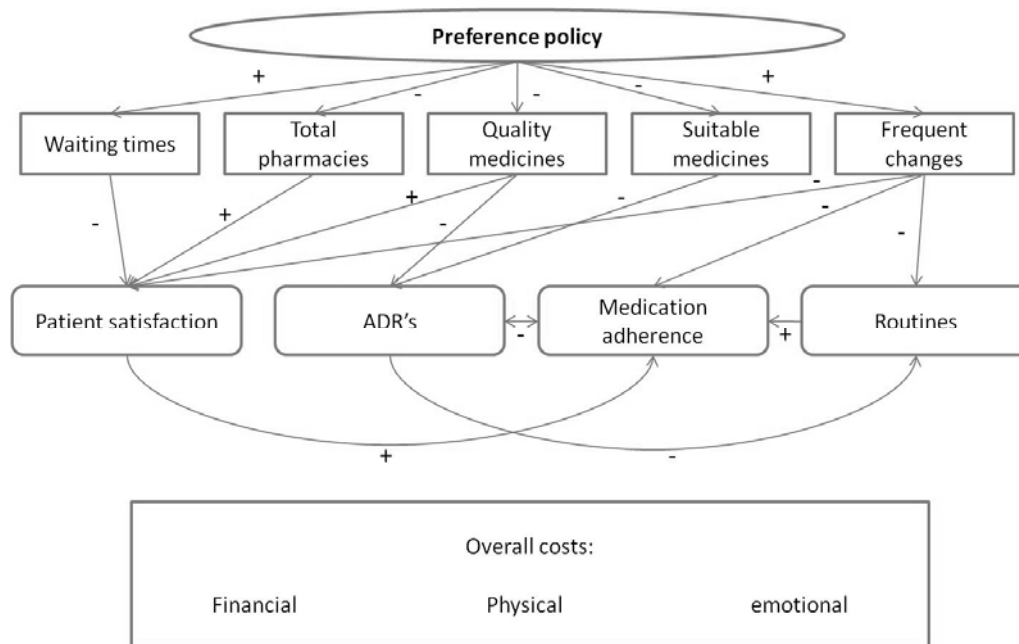 Preference policy
+ - - - +
Waiting times
Total
pharmacies
Quality
medicines
Suitable
medicines
Frequent
changes
- + + - - - - -
Patient satisfaction
ADR's
Medication
adherence
Routines
- +
+ -
Overall costs:
Financial Physical emotional